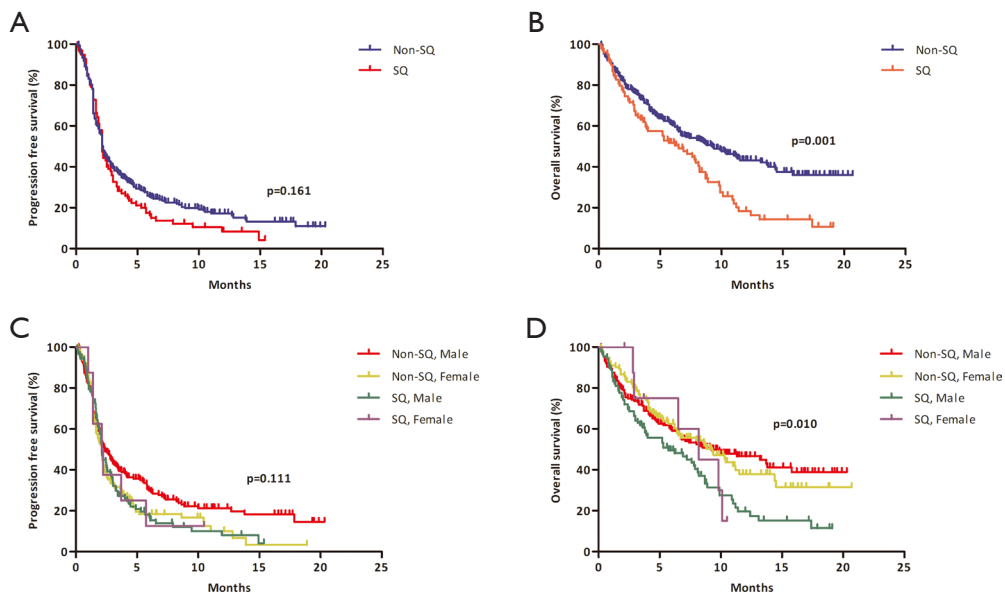 A
Progression free survival (%)
100
80
60
40
20
0
0 5 10 15 20 25
Months
Non-SQ
SQ
p=0.161
B
Overall survival (%)
100
80
60
40
20
0
0 5 10 15 20 25
Months
Non-SQ
SQ
p=0.001
C
Progression free survival (%)
100
80
60
40
20
0
0 5 10 15 20 25
Months
Non-SQ, Male
Non-SQ, Female
SQ, Male
SQ, Female
p=0.111
D
Overall survival (%)
100
80
60
40
20
0
0 5 10 15 20 25
Months
Non-SQ, Male
Non-SQ, Female
SQ, Male
SQ, Female
p=0.010